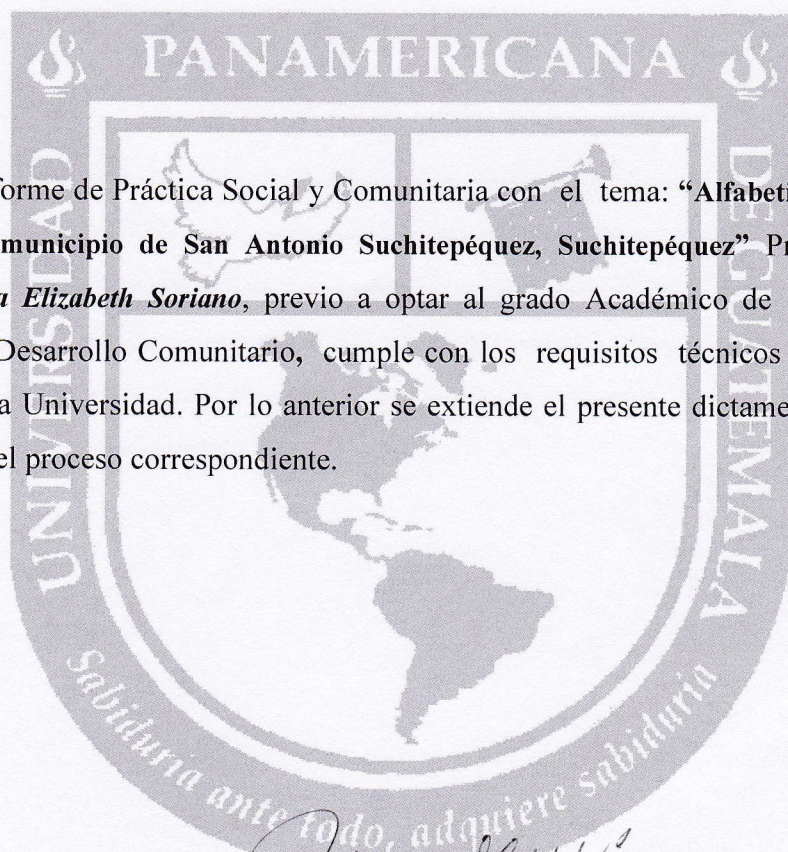 PANAMERICANA
UNIVERSIDAD
DE GUATEMALA
forme de Práctica Social y Comunitaria con el tema: “Alfabeti
municipio de San Antonio Suchitepéquez, Suchitepéquez” Pr
a Elizabeth Soriano, previo a optar al grado Académico de
Desarrollo Comunitario, cumple con los requisitos técnicos
a Universidad. Por lo anterior se extiende el presente dictame
el proceso correspondiente.
Sabiduría ante todo, adquiere sabiduría